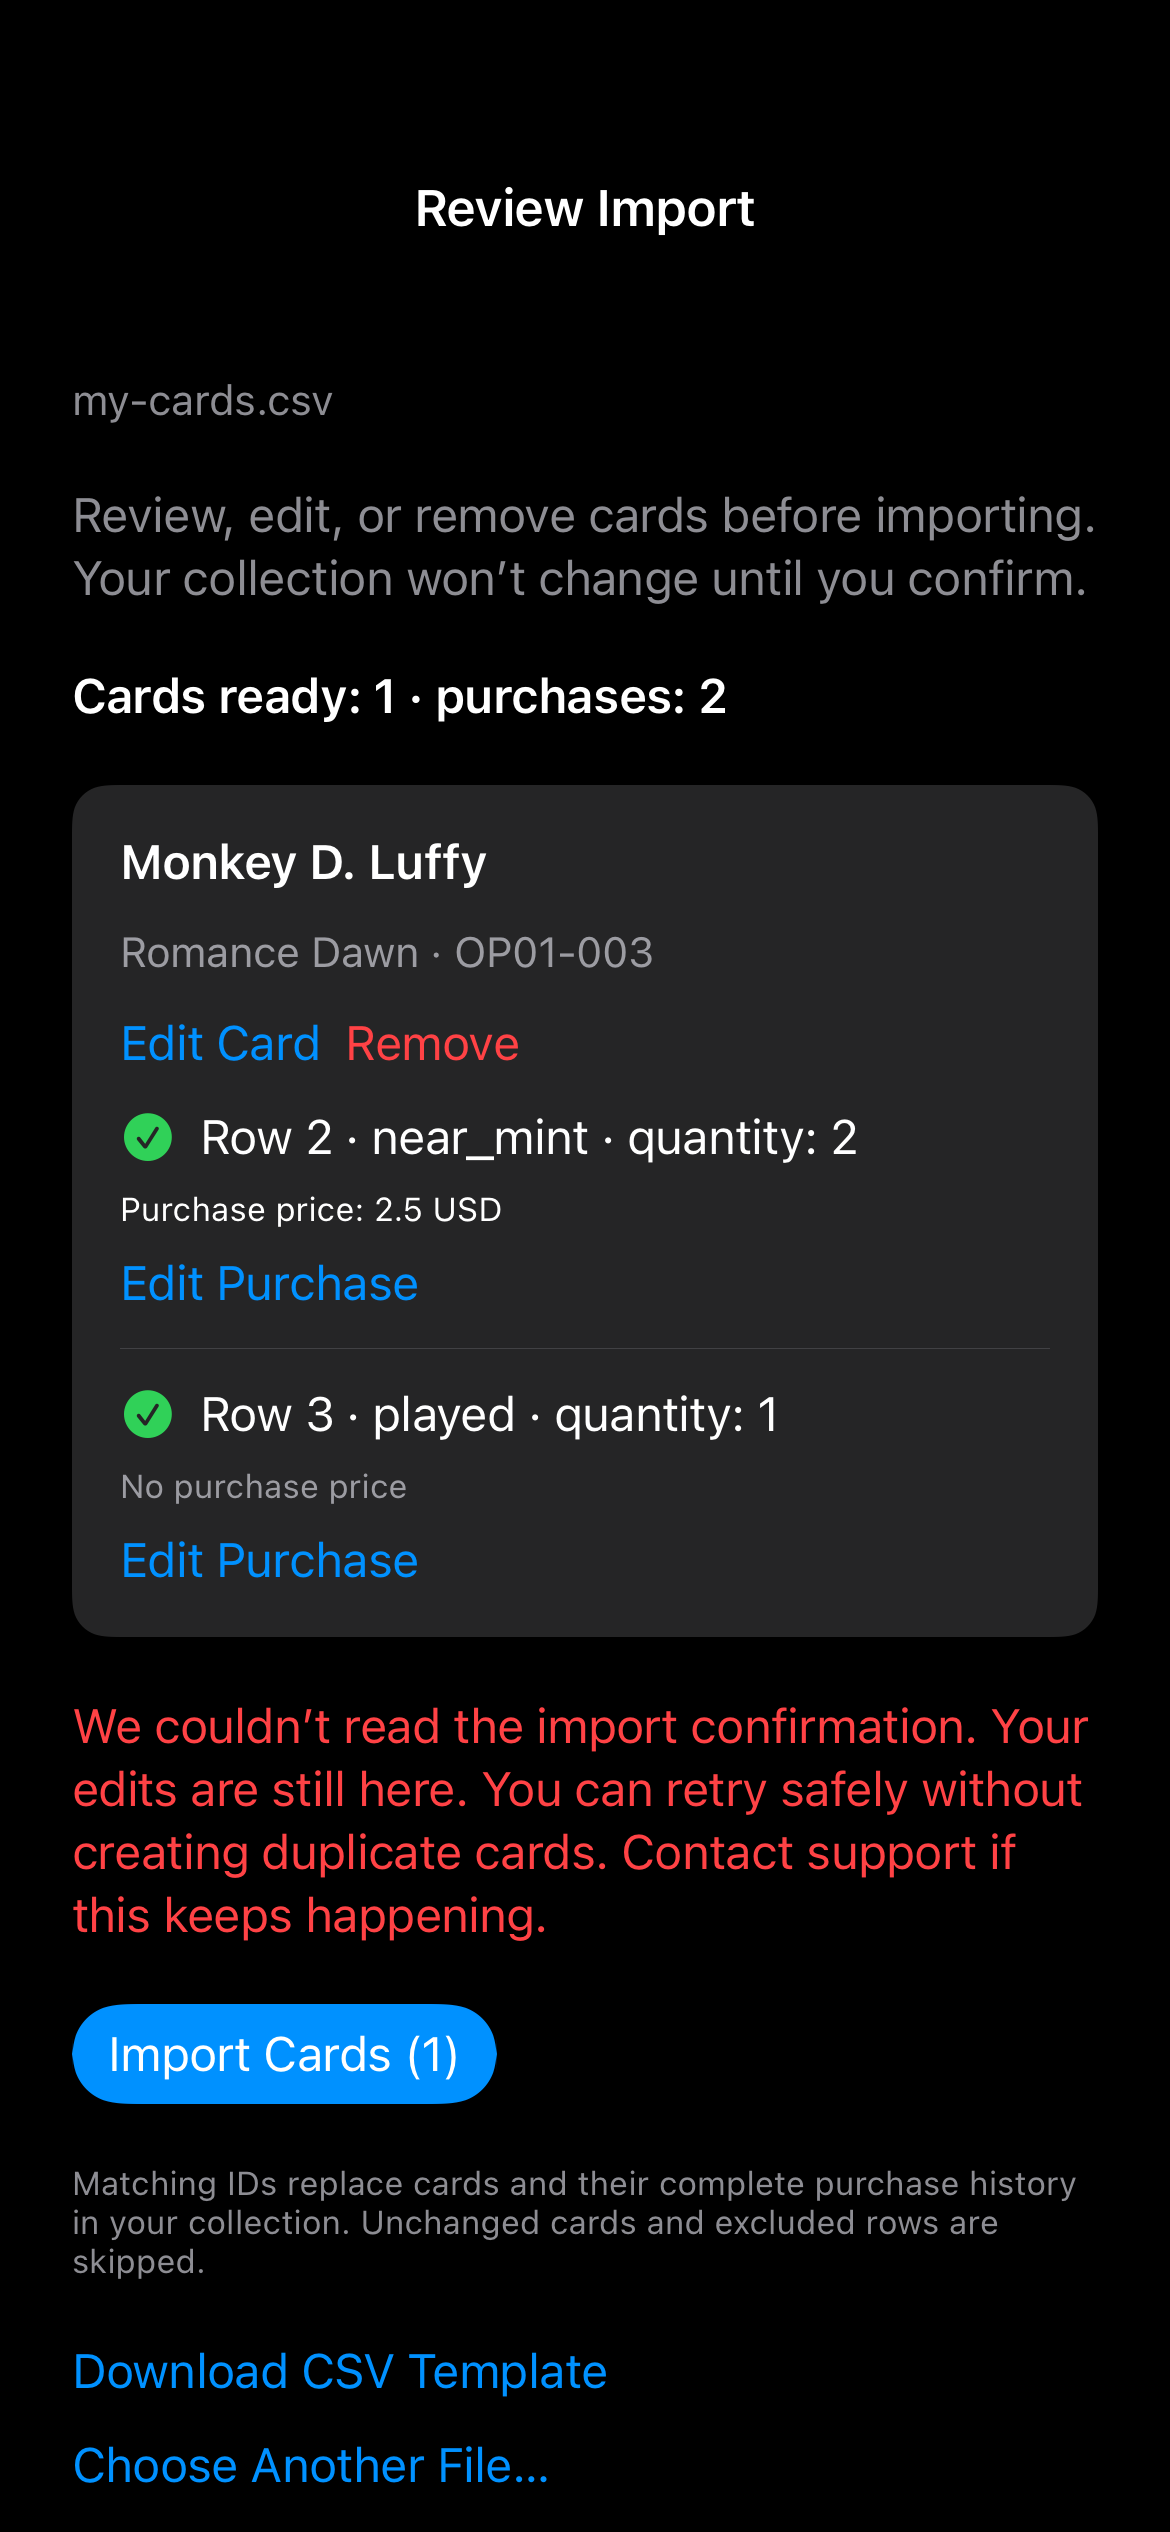 Review Import
my-cards.csv
Review, edit, or remove cards before importing.
Your collection won’t change until you confirm.
Cards ready: 1 · purchases: 2
Monkey D. Luffy
Romance Dawn · OP01-003
Edit Card Remove
Row 2 · near_mint · quantity: 2
Purchase price: 2.5 USD
Edit Purchase
Row 3 · played · quantity: 1
No purchase price
Edit Purchase
We couldn’t read the import confirmation. Your
edits are still here. You can retry safely without
creating duplicate cards. Contact support if
this keeps happening.
Import Cards (1)
Matching IDs replace cards and their complete purchase history
in your collection. Unchanged cards and excluded rows are
skipped.
Download CSV Template
Choose Another File…